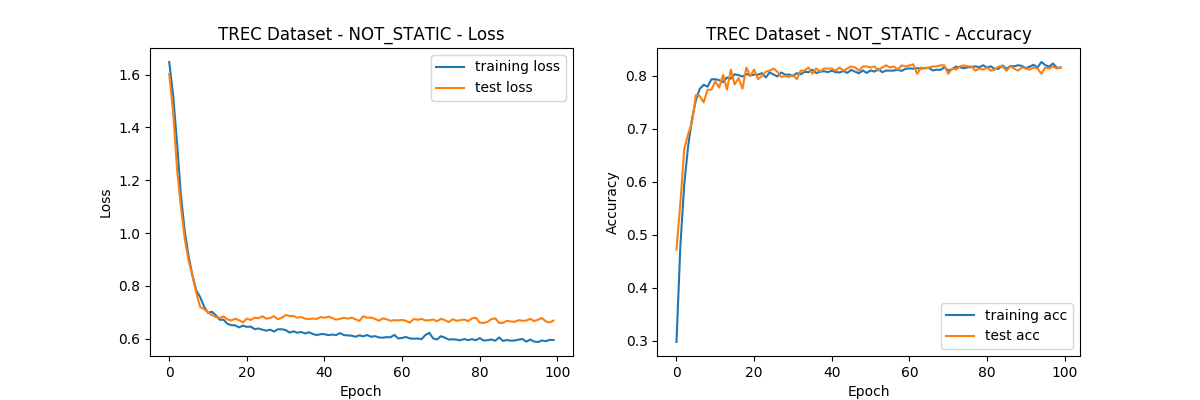 TREC Dataset - NOT_STATIC - Loss
1.6
1.4
1.2
1.0
0.8
0.6
Loss
training loss
test loss
0
20
40
60
80
100
Epoch
TREC Dataset - NOT_STATIC - Accuracy
0.8
0.7
0.6
0.5
0.4
0.3
Accuracy
training acc
test acc
0
20
40
60
80
100
Epoch